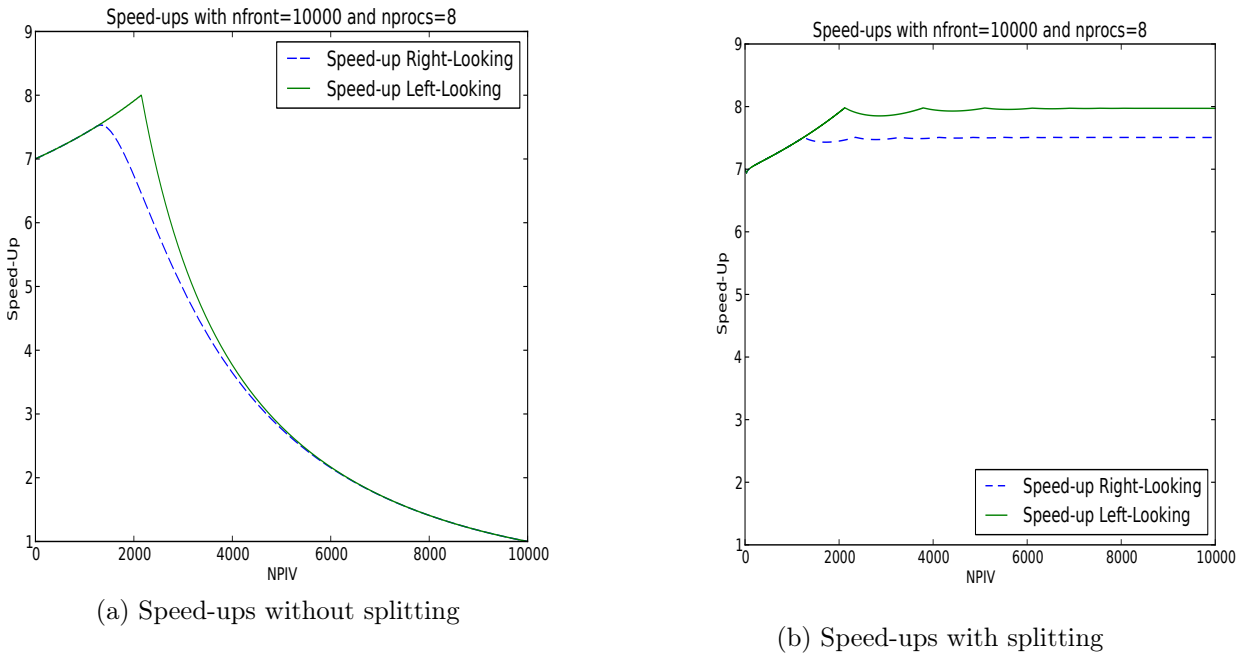 Speed-ups with nfront=10000 and nprocs=8
9
8
7
6
5
4
3
2
1
Speed-Up
Speed-up Right-Looking
Speed-up Left-Looking
0 2000 4000 6000 8000 10000
NPIV
(a) Speed-ups without splitting
Speed-ups with nfront=10000 and nprocs=8
9
8
7
6
5
4
3
2
1
Speed-Up
Speed-up Right-Looking
Speed-up Left-Looking
0 2000 4000 6000 8000 10000
NPIV
(b) Speed-ups with splitting